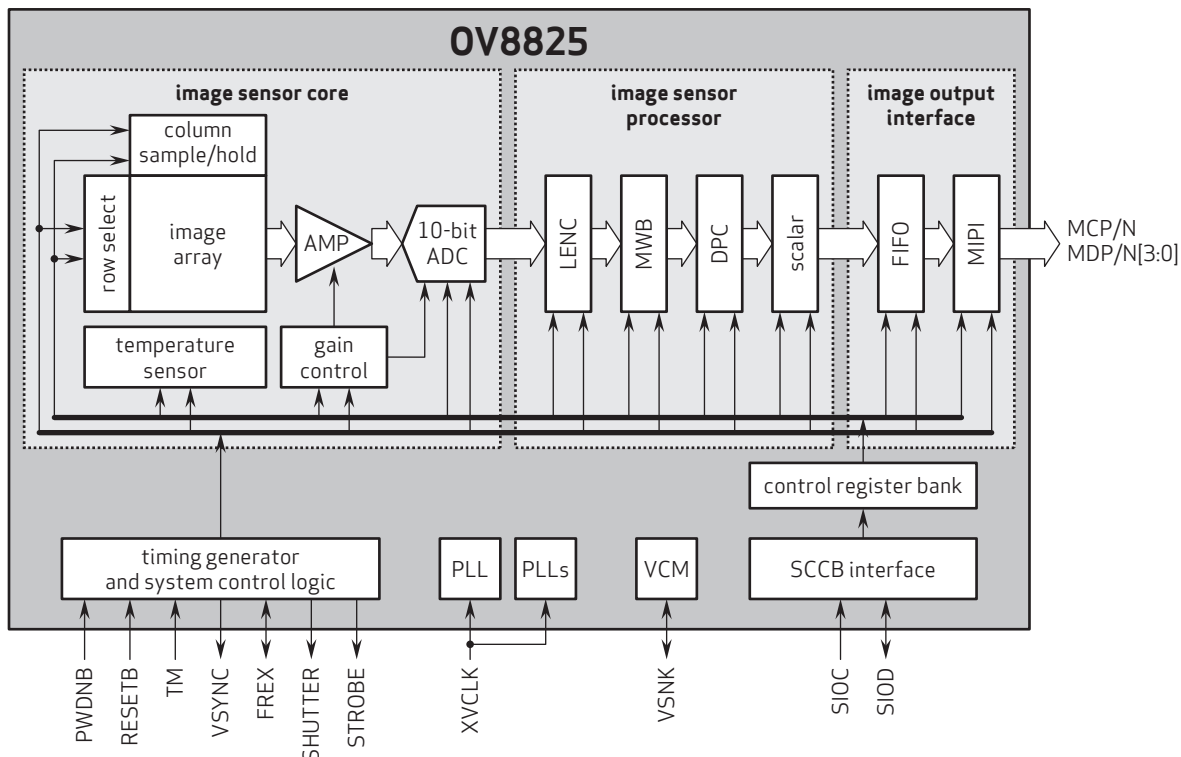 OV8825
image sensor core
image sensor
processor
image output
interface
column
sample/hold
row select
image
array
AMP
10-bit
ADC
LENC
MWB
DPC
scalar
FIFO
MIPI
MCP/N
MDP/N[3:0]
temperature
sensor
gain
control
control register bank
timing generator
and system control logic
PLL
PLLs
VCM
SCCB interface
PWDNB
RESETB
TM
VSYNC
FREX
SHUTTER
STROBE
XVCLK
VSNK
SIOC
SIOD